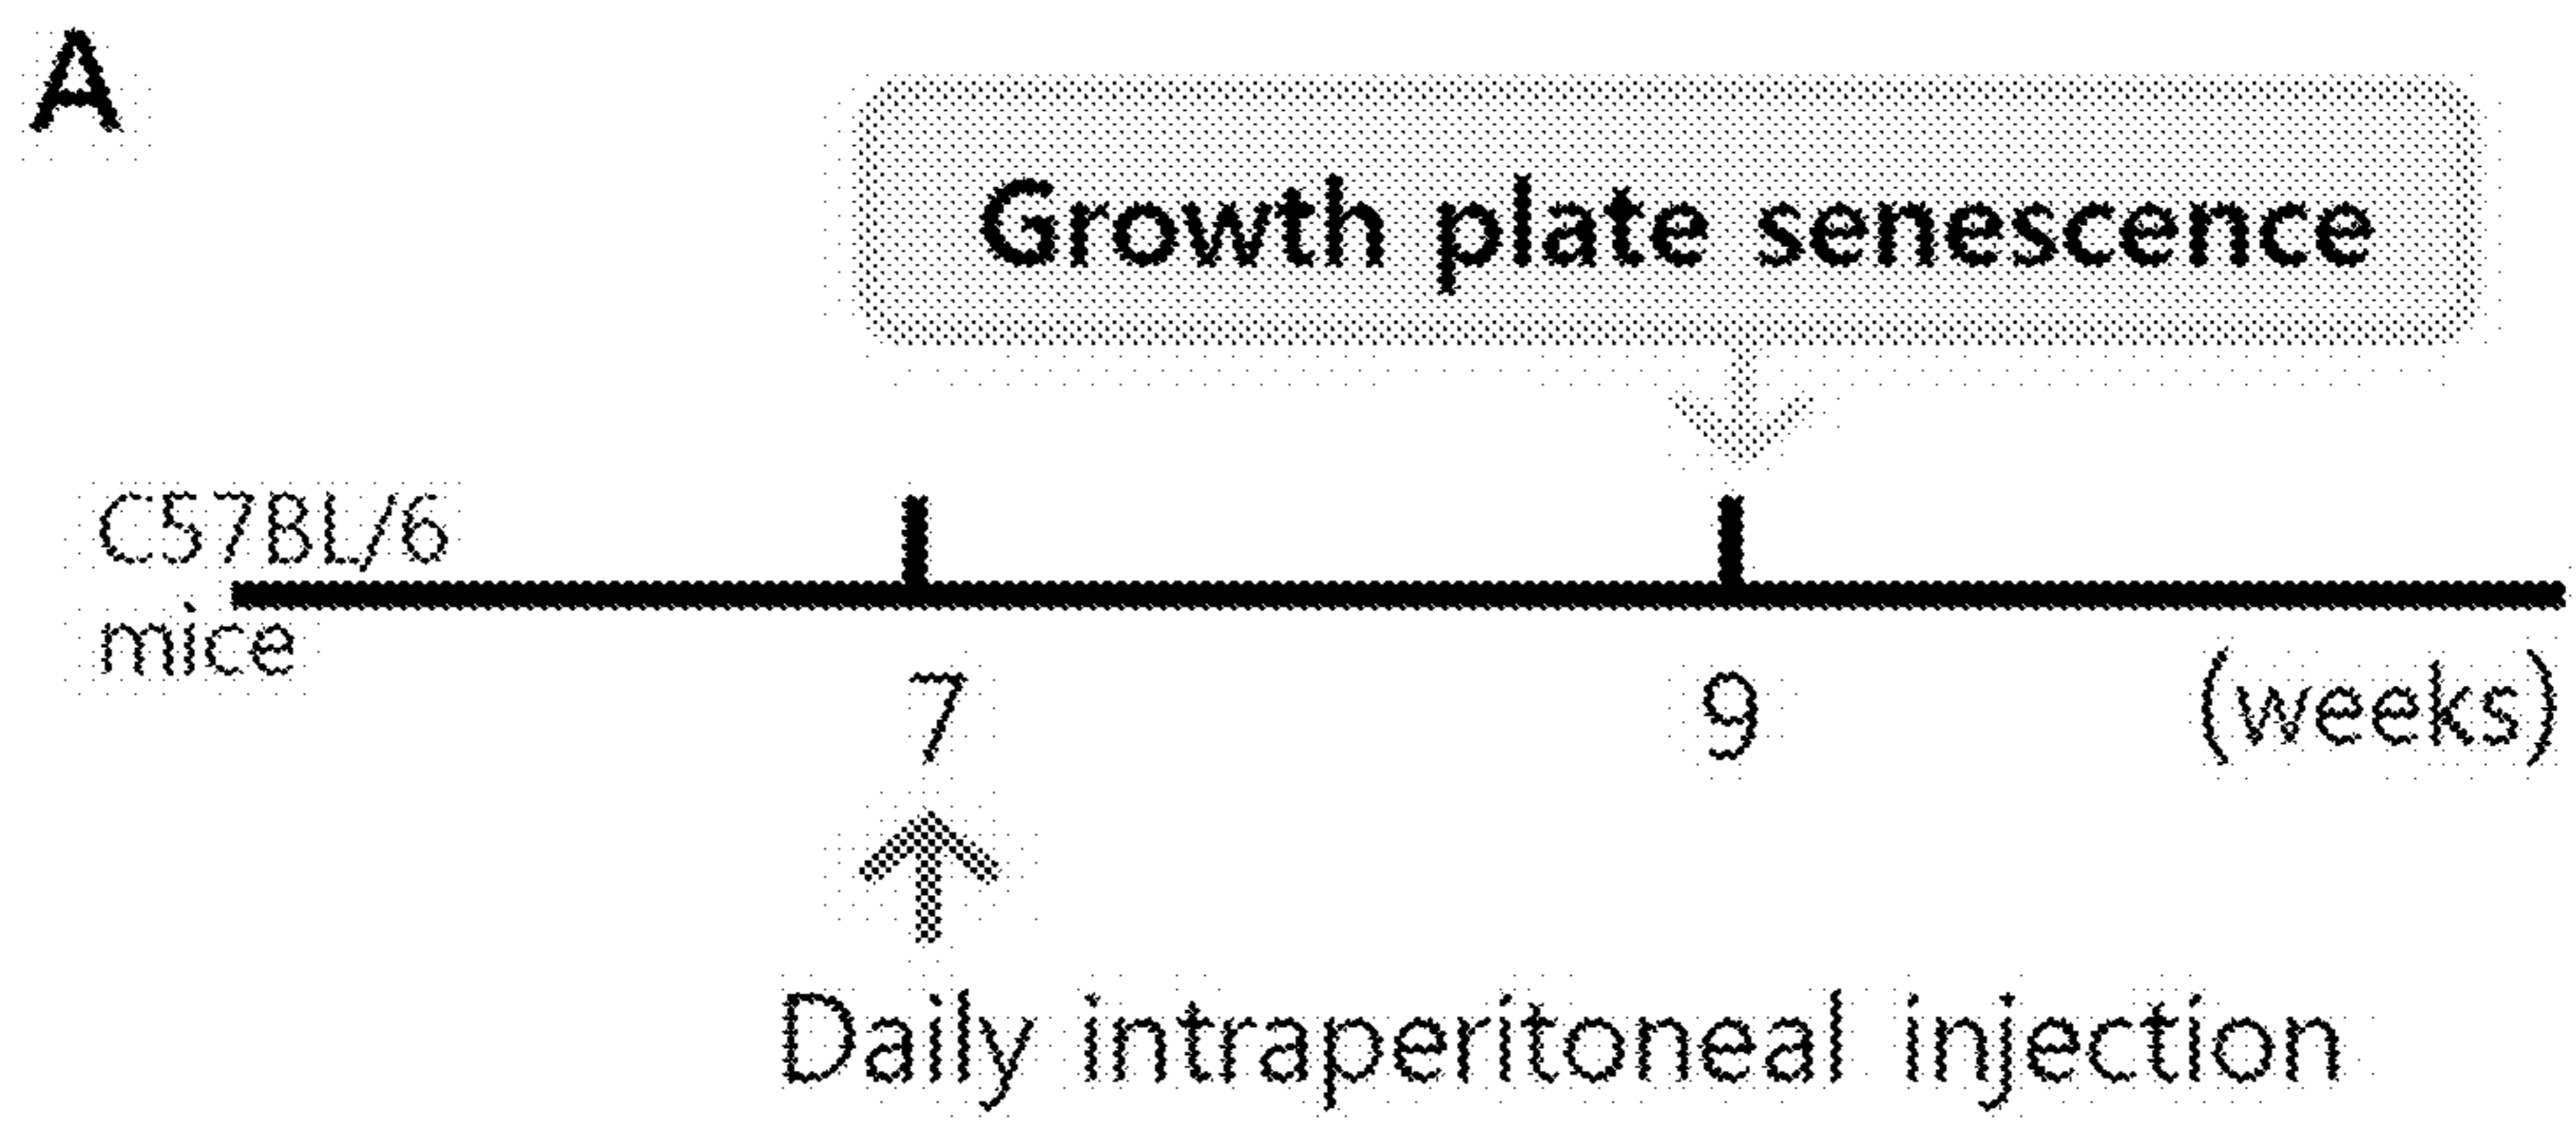 A
Growth plate senescence
C57BL/6
mice
7
9
(weeks)
Daily intraperitoneal injection